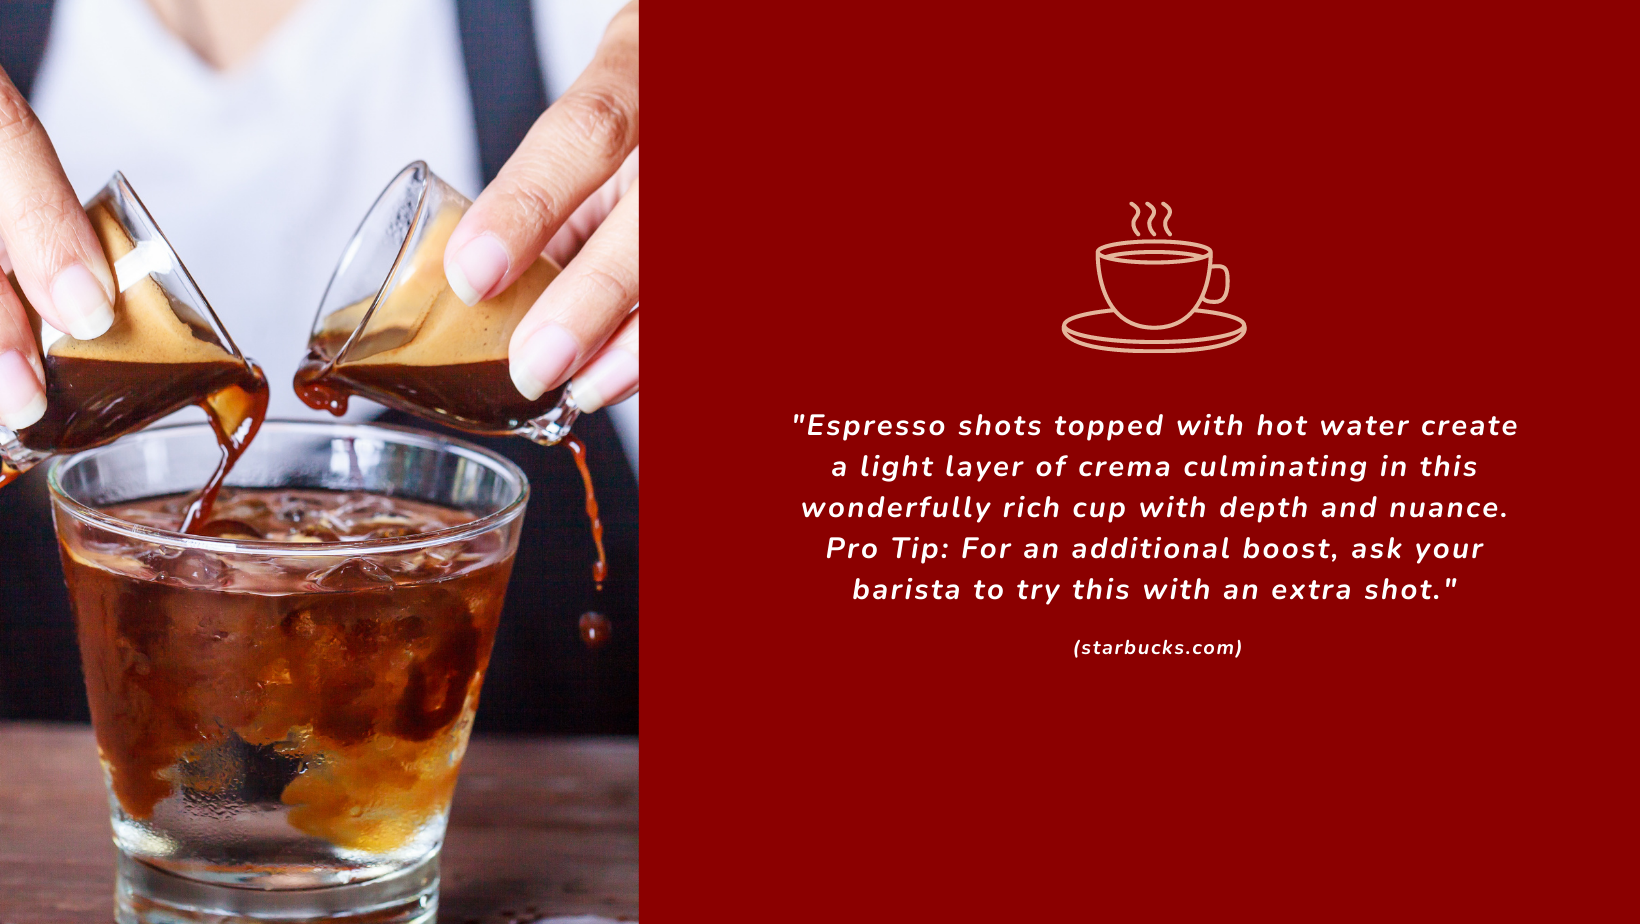 "Espresso shots topped with hot water create
a light layer of crema culminating in this
wonderfully rich cup with depth and nuance.
Pro Tip: For an additional boost, ask your
barista to try this with an extra shot."
(starbucks.com)